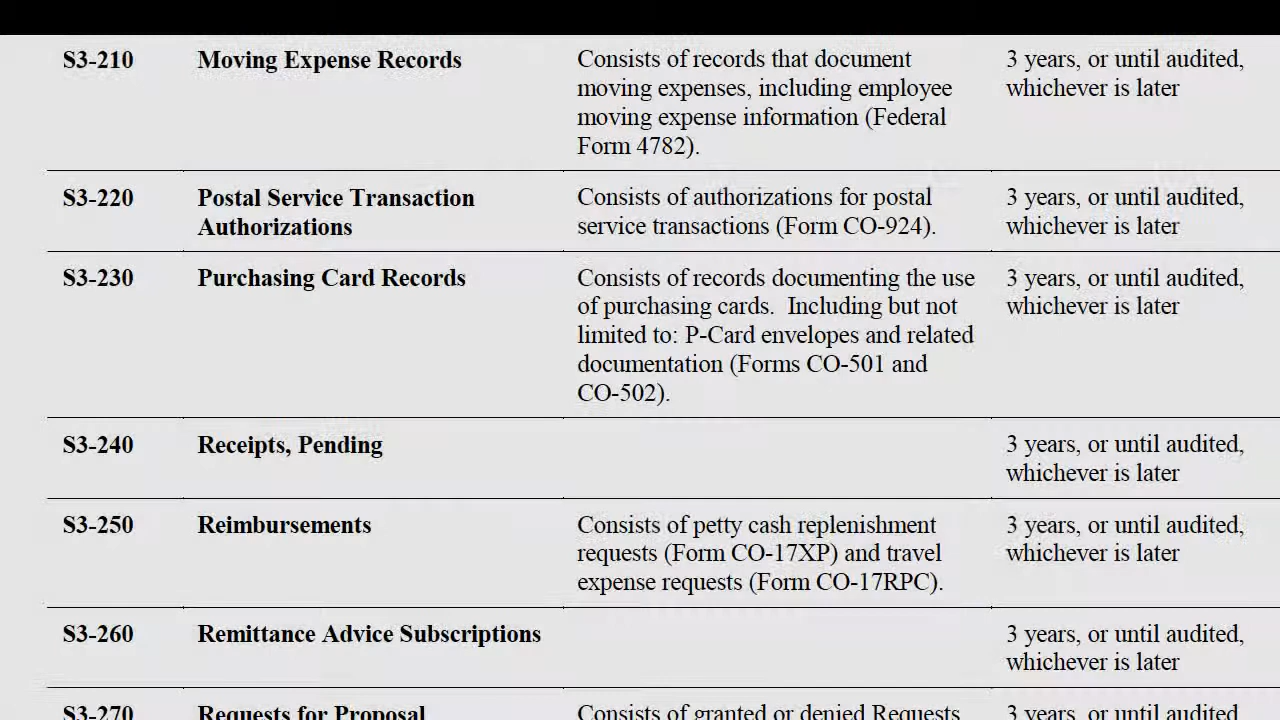 S3-210 Moving Expense Records Consists of records that document 3 years, or until audited,
moving expenses, including employee whichever is later
moving expense information (Federal
Form 4782).
S3-220 Postal Service Transaction Consists of authorizations for postal 3 years, or until audited,
Authorizations service transactions (Form CO-924). whichever is later
S3-230 Purchasing Card Records Consists of records documenting the use 3 years, or until audited,
of purchasing cards.  Including but not whichever is later
limited to: P-Card envelopes and related
documentation (Forms CO-501 and
CO-502).
S3-240 Receipts, Pending 3 years, or until audited,
whichever is later
S3-250 Reimbursements Consists of petty cash replenishment 3 years, or until audited,
requests (Form CO-17XP) and travel whichever is later
expense requests (Form CO-17RPC).
S3-260 Remittance Advice Subscriptions 3 years, or until audited,
whichever is later
S3-270 Requests for Proposal Consists of granted or denied Requests 3 years, or until audited,